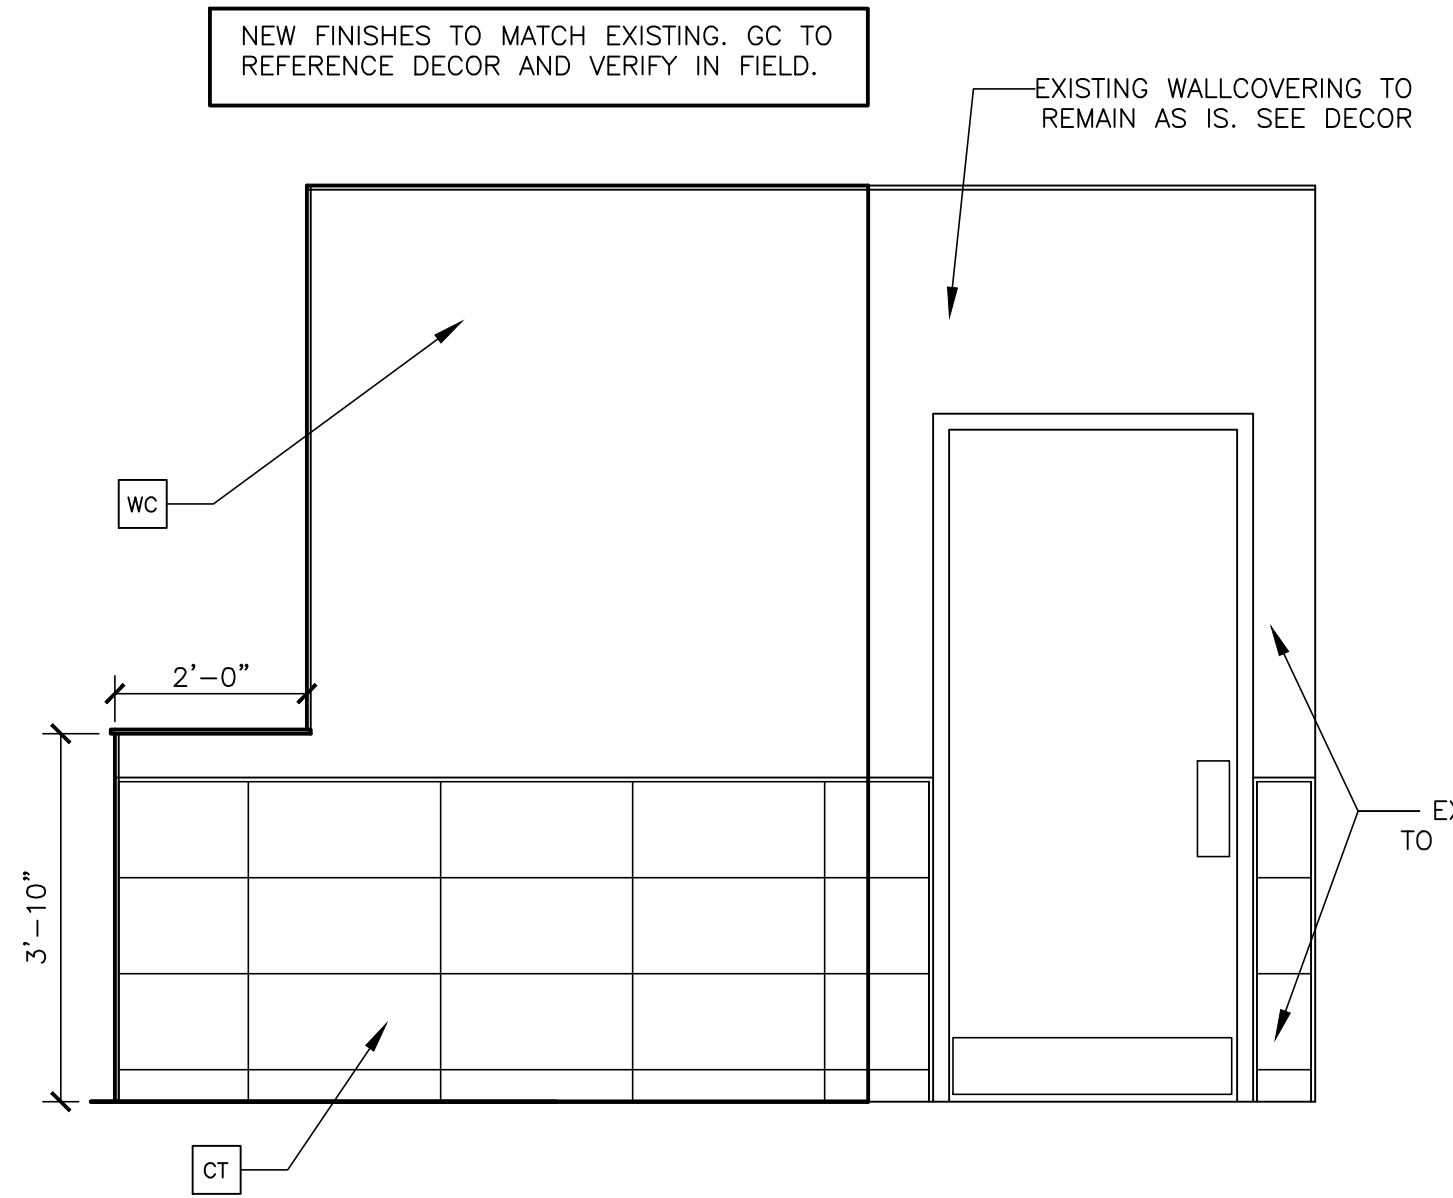 NEW FINISHES TO MATCH EXISTING. GC TO
REFERENCE DECOR AND VERIFY IN FIELD.
EXISTING WALLCOVERING TO
REMAIN AS IS. SEE DECOR
WC
2'-0"
3'-10"
TO
CT